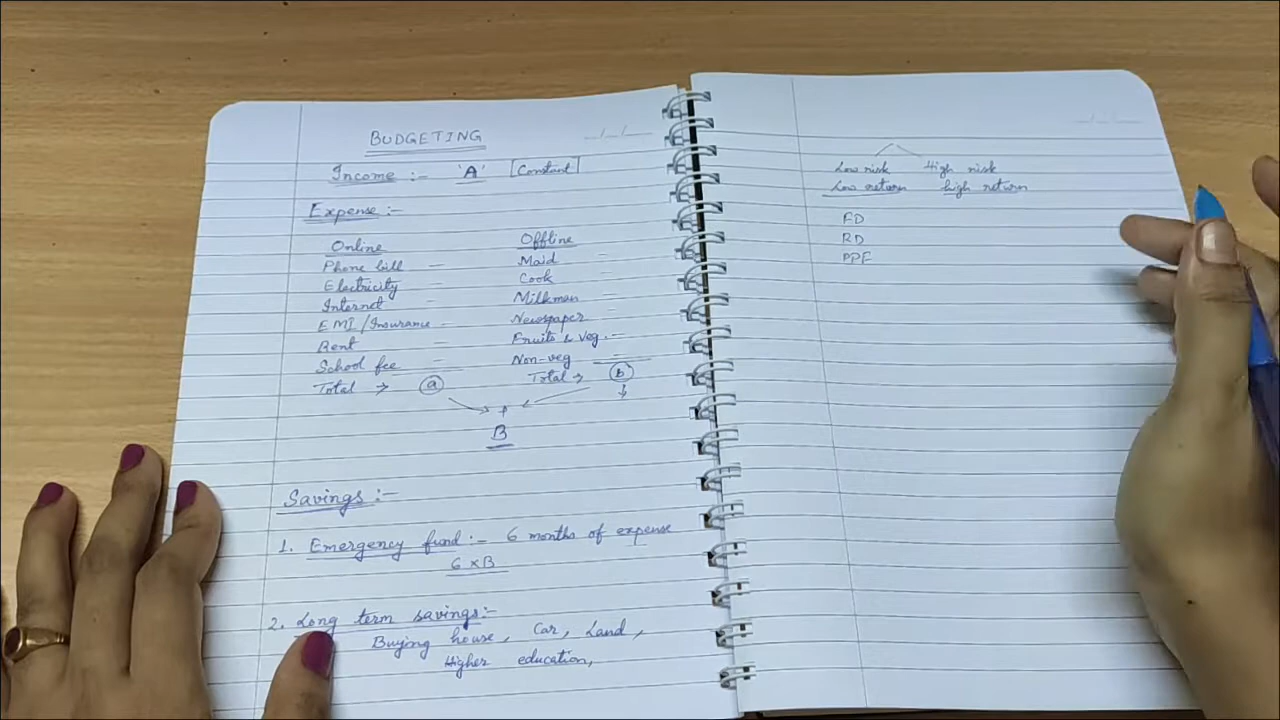 BUDGETING
Income :- 'A' [Constant]
Expense :-
Online Offline
Phone bill — Maid –
Electricity – Cook –
Internet – Milkman –
EMI/Insurance – Newspaper –
Rent – Fruits & Veg. –
School fee – Non-veg –
Total → a Total → b
+
B
Savings :-
1. Emergency fund :- 6 months of expense
6 × B
2. Long term savings :-
Buying house, Car, Land,
Higher education,
Low risk High risk
Low return high return
FD
RD
PPF